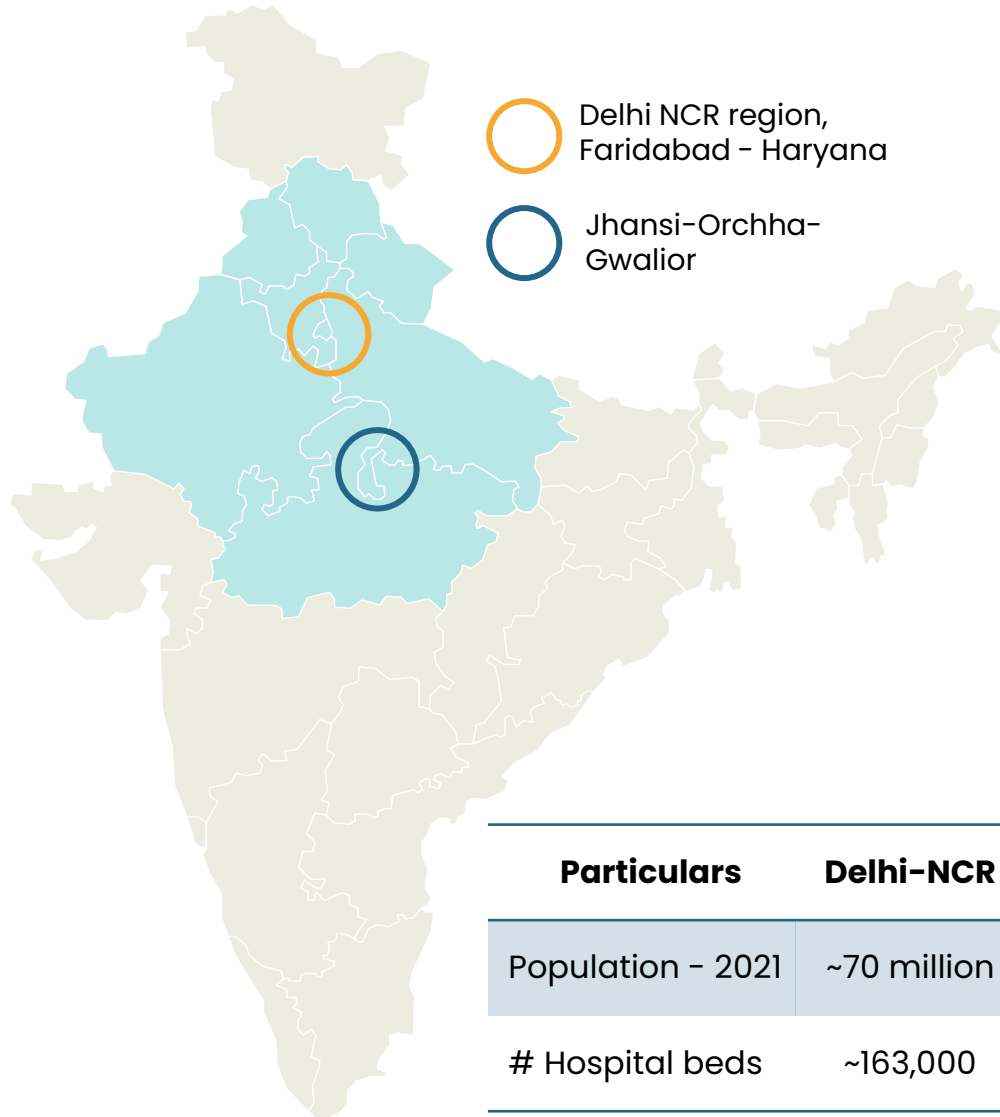 Delhi NCR region,
Faridabad - Haryana
Jhansi-Orchha-
Gwalior
Particulars Delhi-NCR
Population - 2021 ~70 million
# Hospital beds ~163,000